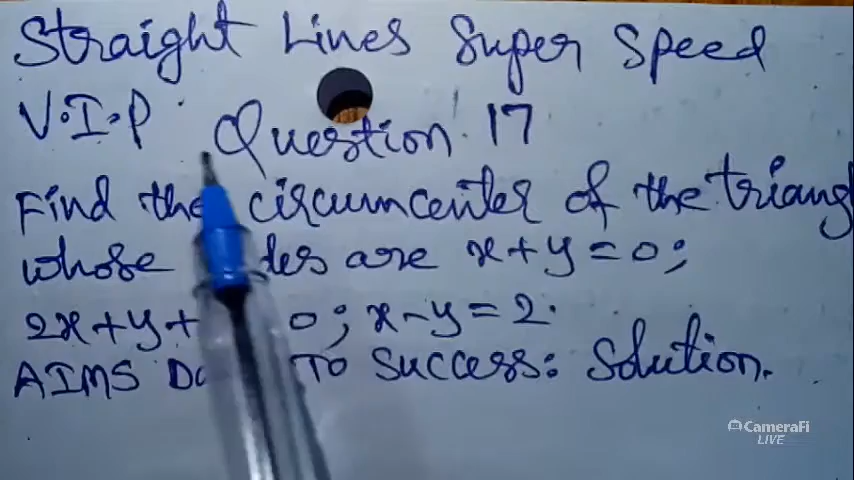 Straight Lines Super Speed
V.I.P Question 17
Find the circumcenter of the triang
whose are x+y=0;
2x+y+ 0; x-y=2.
AIMS TO Success: Solution.
CameraFi
LIVE